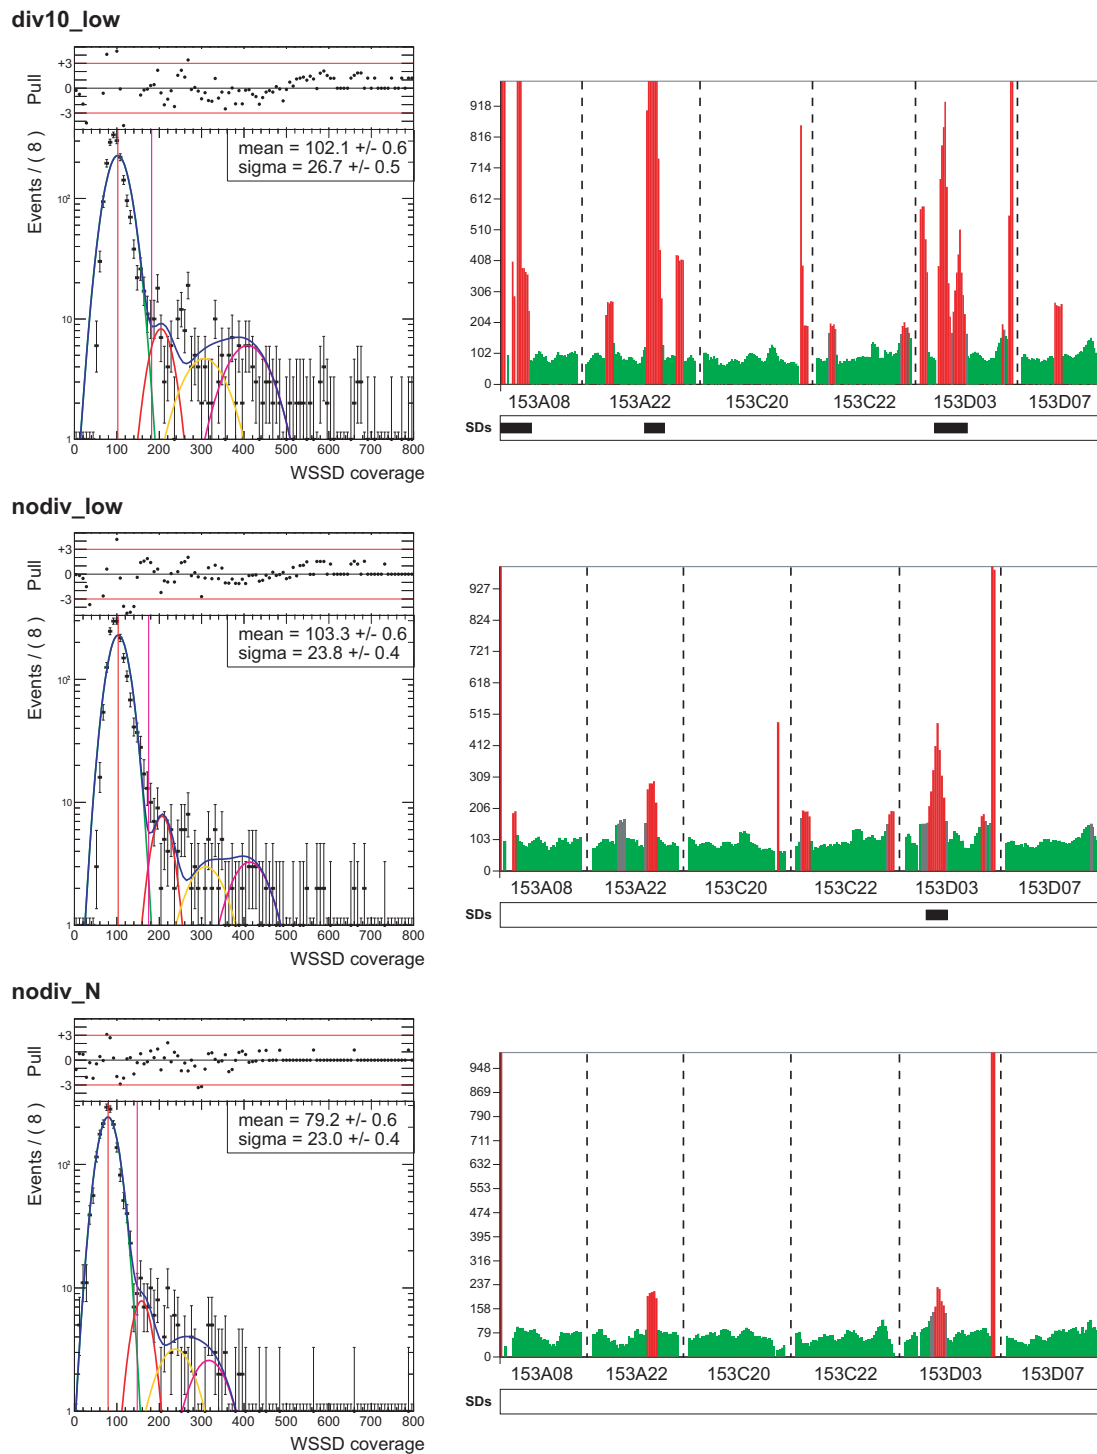 div10_low
Pull
+3
0
-3
Events / ( 8 )
mean = 102.1 +/- 0.6
sigma = 26.7 +/- 0.5
10²
10
1
0 100 200 300 400 500 600 700 800
WSSD coverage
918
816
714
612
510
408
306
204
102
0
153A08 153A22 153C20 153C22 153D03 153D07
SDs
nodiv_low
Pull
+3
0
-3
Events / ( 8 )
mean = 103.3 +/- 0.6
sigma = 23.8 +/- 0.4
10²
10
1
0 100 200 300 400 500 600 700 800
WSSD coverage
927
824
721
618
515
412
309
206
103
0
153A08 153A22 153C20 153C22 153D03 153D07
SDs
nodiv_N
Pull
+3
0
-3
Events / ( 8 )
mean = 79.2 +/- 0.6
sigma = 23.0 +/- 0.4
10²
10
1
0 100 200 300 400 500 600 700 800
WSSD coverage
948
869
790
711
632
553
474
395
316
237
158
79
0
153A08 153A22 153C20 153C22 153D03 153D07
SDs